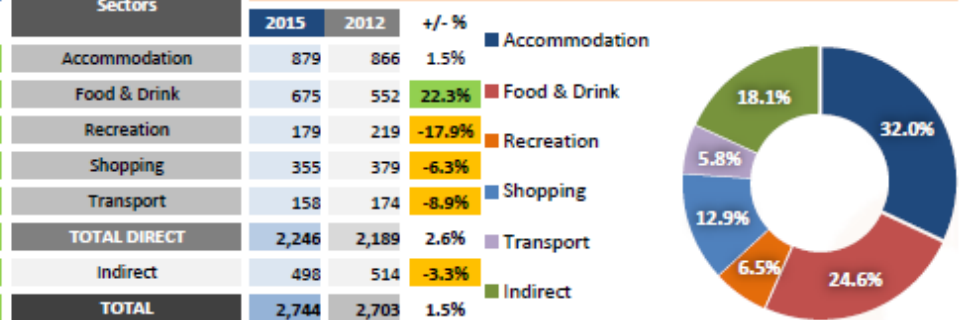 Sectors
2015 2012 +/- %
Accommodation 879 866 1.5%
Food & Drink 675 552 22.3%
Recreation 179 219 -17.9%
Shopping 355 379 -6.3%
Transport 158 174 -8.9%
TOTAL DIRECT 2,246 2,189 2.6%
Indirect 498 514 -3.3%
TOTAL 2,744 2,703 1.5%
Accommodation
Food & Drink
Recreation
Shopping
Transport
Indirect
18.1%
32.0%
5.8%
12.9%
6.5%
24.6%